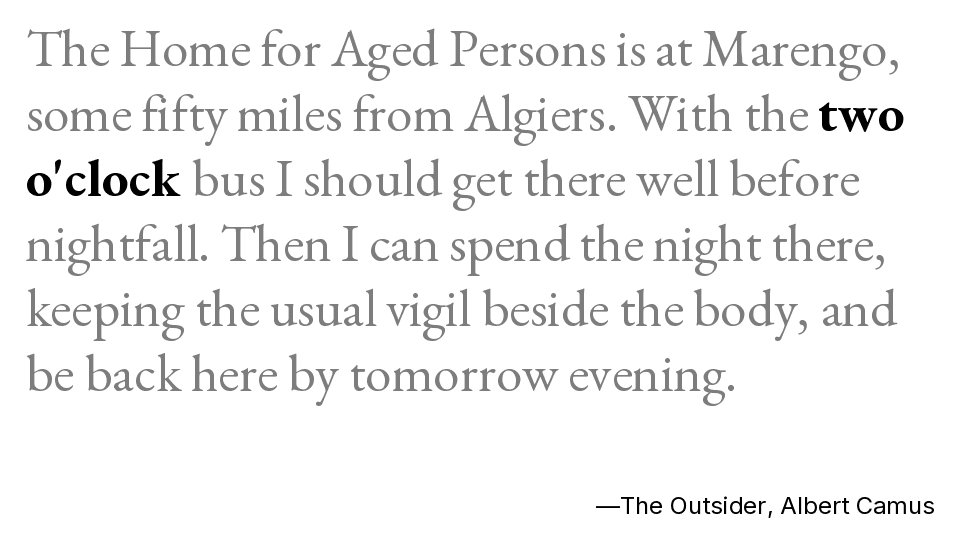 The Home for Aged Persons is at Marengo,
some fifty miles from Algiers. With the two
o'clock bus I should get there well before
nightfall. Then I can spend the night there,
keeping the usual vigil beside the body, and
be back here by tomorrow evening.
—The Outsider, Albert Camus